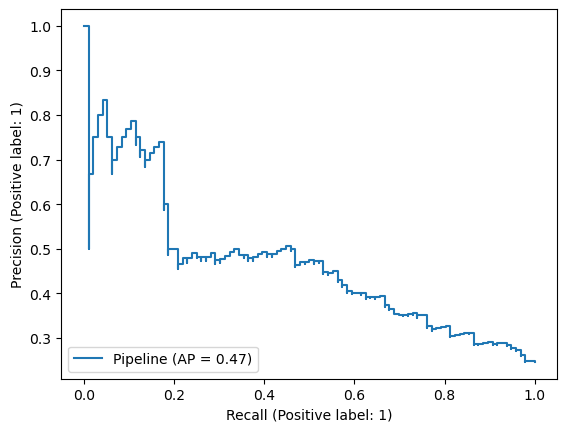 1.0
0.9
0.8
0.7
0.6
0.5
0.4
0.3
Precision (Positive label: 1)
Pipeline (AP = 0.47)
0.0 0.2 0.4 0.6 0.8 1.0
Recall (Positive label: 1)